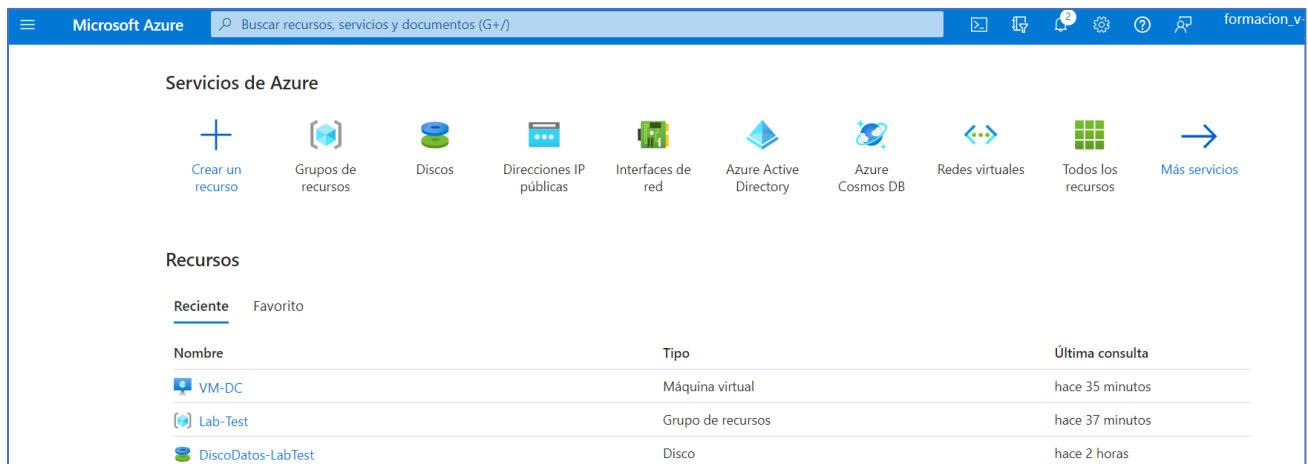 Microsoft Azure
Buscar recursos, servicios y documentos (G+/)
2
formacion_v-
Servicios de Azure
Crear un
recurso
Grupos de
recursos
Discos
Direcciones IP
públicas
Interfaces de
red
Azure Active
Directory
Azure
Cosmos DB
Redes virtuales
Todos los
recursos
Más servicios
Recursos
Reciente Favorito
Nombre Tipo Última consulta
VM-DC Máquina virtual hace 35 minutos
Lab-Test Grupo de recursos hace 37 minutos
DiscoDatos-LabTest Disco hace 2 horas